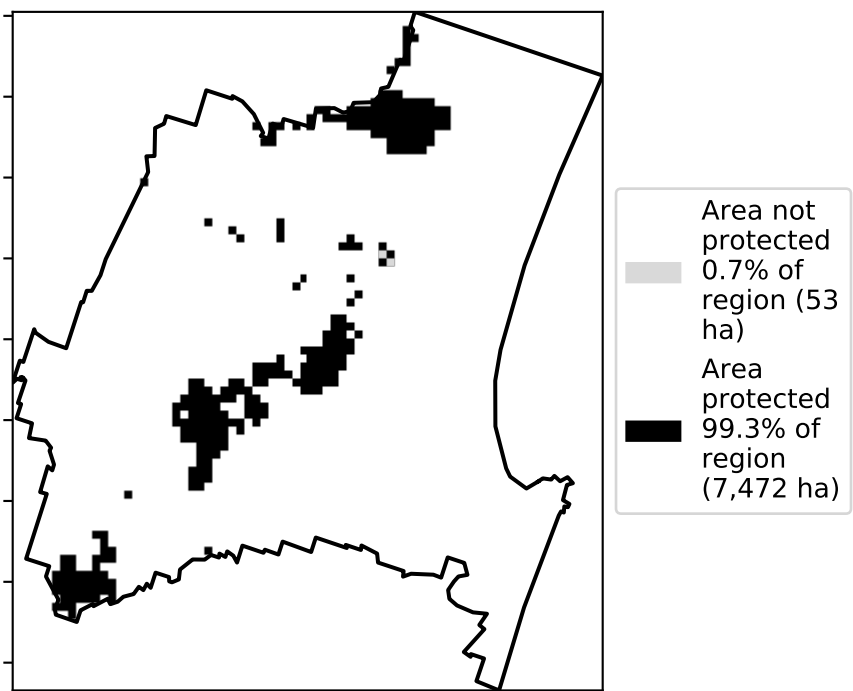 Area not
protected
0.7% of
region (53
ha)
Area
protected
99.3% of
region
(7,472 ha)